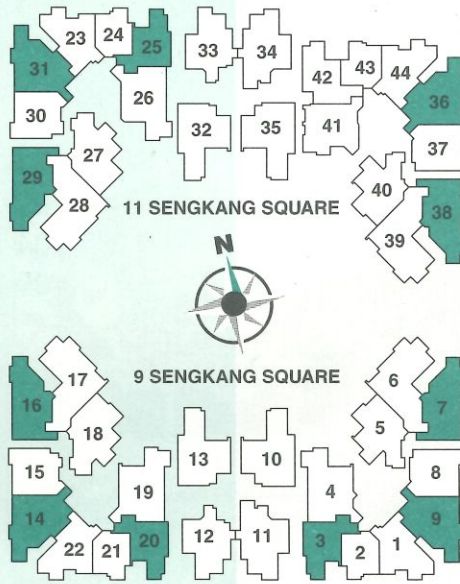 23 24 25 33 34 42 43 44
31 36
30 26 32 35 41 37
29 27 40 38
28 39
11 SENGKANG SQUARE
N
9 SENGKANG SQUARE
17 6
16 18 5 7
15 19 13 10 4 8
14 9
22 21 20 12 11 3 2 1